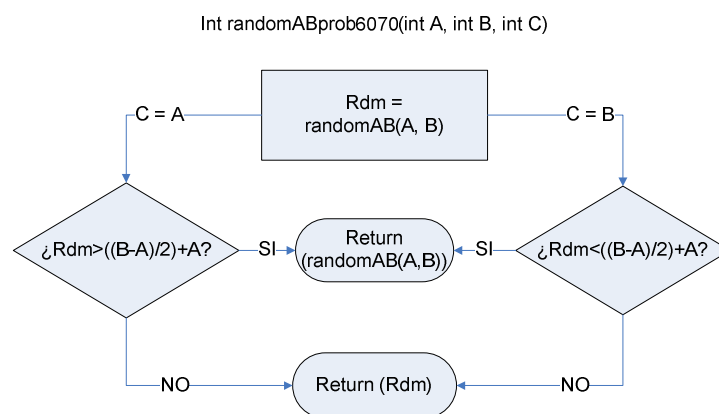 Int randomABprob6070(int A, int B, int C)
Rdm =
randomAB(A, B)
C = A
C = B
¿Rdm>((B-A)/2)+A?
SI
Return
(randomAB(A,B))
SI
¿Rdm<((B-A)/2)+A?
NO
Return (Rdm)
NO